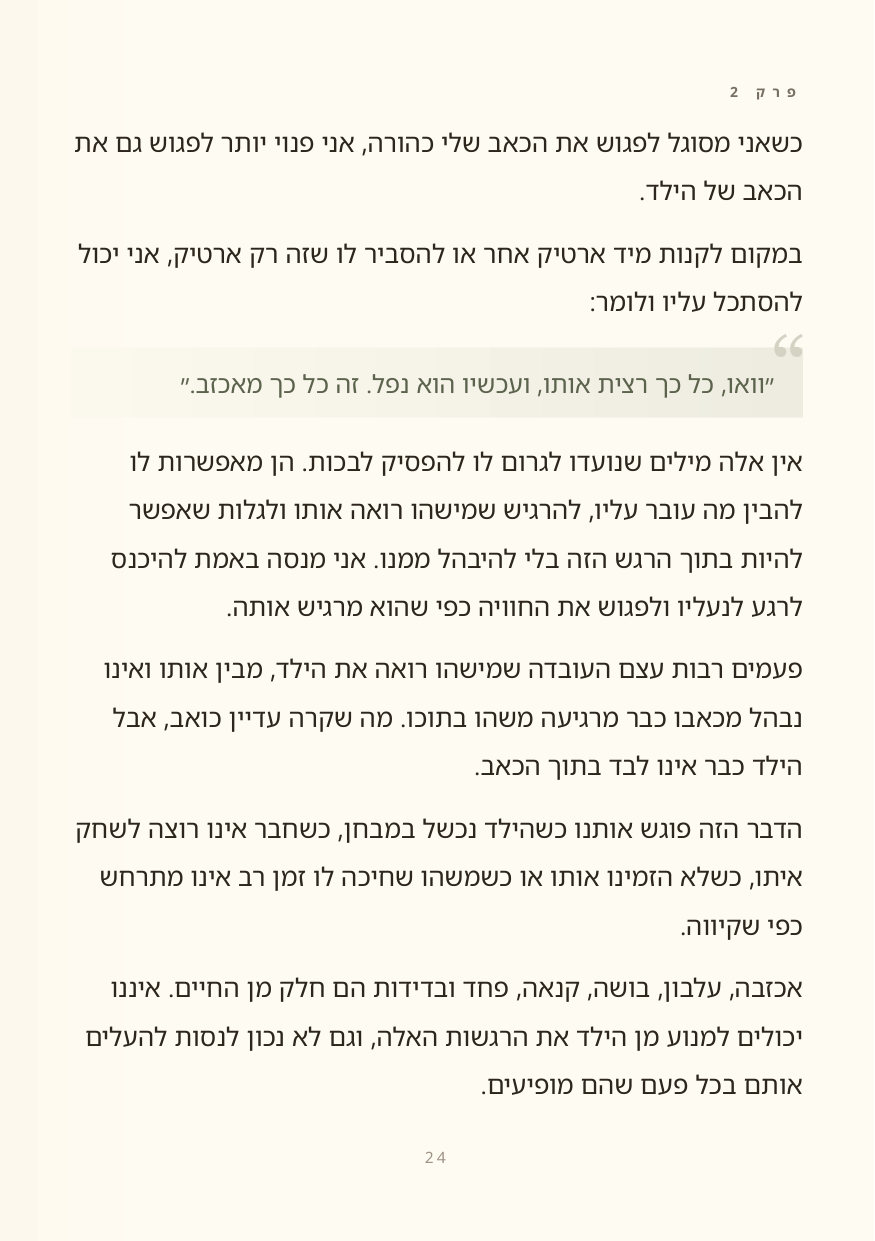 פרק 2
כשאני מסוגל לפגוש את הכאב שלי כהורה, אני פנוי יותר לפגוש גם את
הכאב של הילד.
במקום לקנות מיד ארטיק אחר או להסביר לו שזה רק ארטיק, אני יכול
להסתכל עליו ולומר:
“
״וואו, כל כך רצית אותו, ועכשיו הוא נפל. זה כל כך מאכזב.״
אין אלה מילים שנועדו לגרום לו להפסיק לבכות. הן מאפשרות לו
להבין מה עובר עליו, להרגיש שמישהו רואה אותו ולגלות שאפשר
להיות בתוך הרגש הזה בלי להיבהל ממנו. אני מנסה באמת להיכנס
לרגע לנעליו ולפגוש את החוויה כפי שהוא מרגיש אותה.
פעמים רבות עצם העובדה שמישהו רואה את הילד, מבין אותו ואינו
נבהל מכאבו כבר מרגיעה משהו בתוכו. מה שקרה עדיין כואב, אבל
הילד כבר אינו לבד בתוך הכאב.
הדבר הזה פוגש אותנו כשהילד נכשל במבחן, כשחבר אינו רוצה לשחק
איתו, כשלא הזמינו אותו או כשמשהו שחיכה לו זמן רב אינו מתרחש
כפי שקיווה.
אכזבה, עלבון, בושה, קנאה, פחד ובדידות הם חלק מן החיים. איננו
יכולים למנוע מן הילד את הרגשות האלה, וגם לא נכון לנסות להעלים
אותם בכל פעם שהם מופיעים.
24